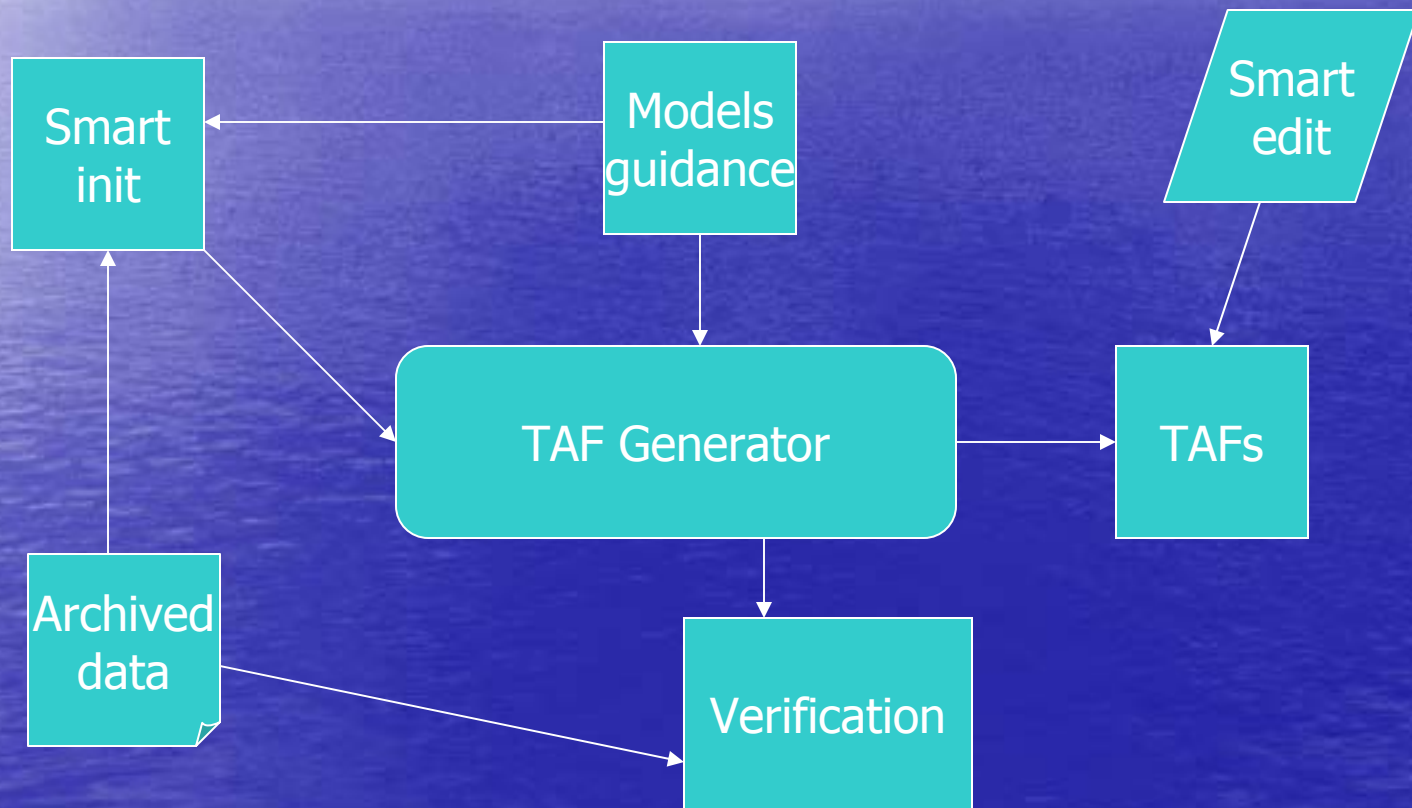 Smart
init
Models
guidance
Smart
edit
TAF Generator
TAFs
Archived
data
Verification